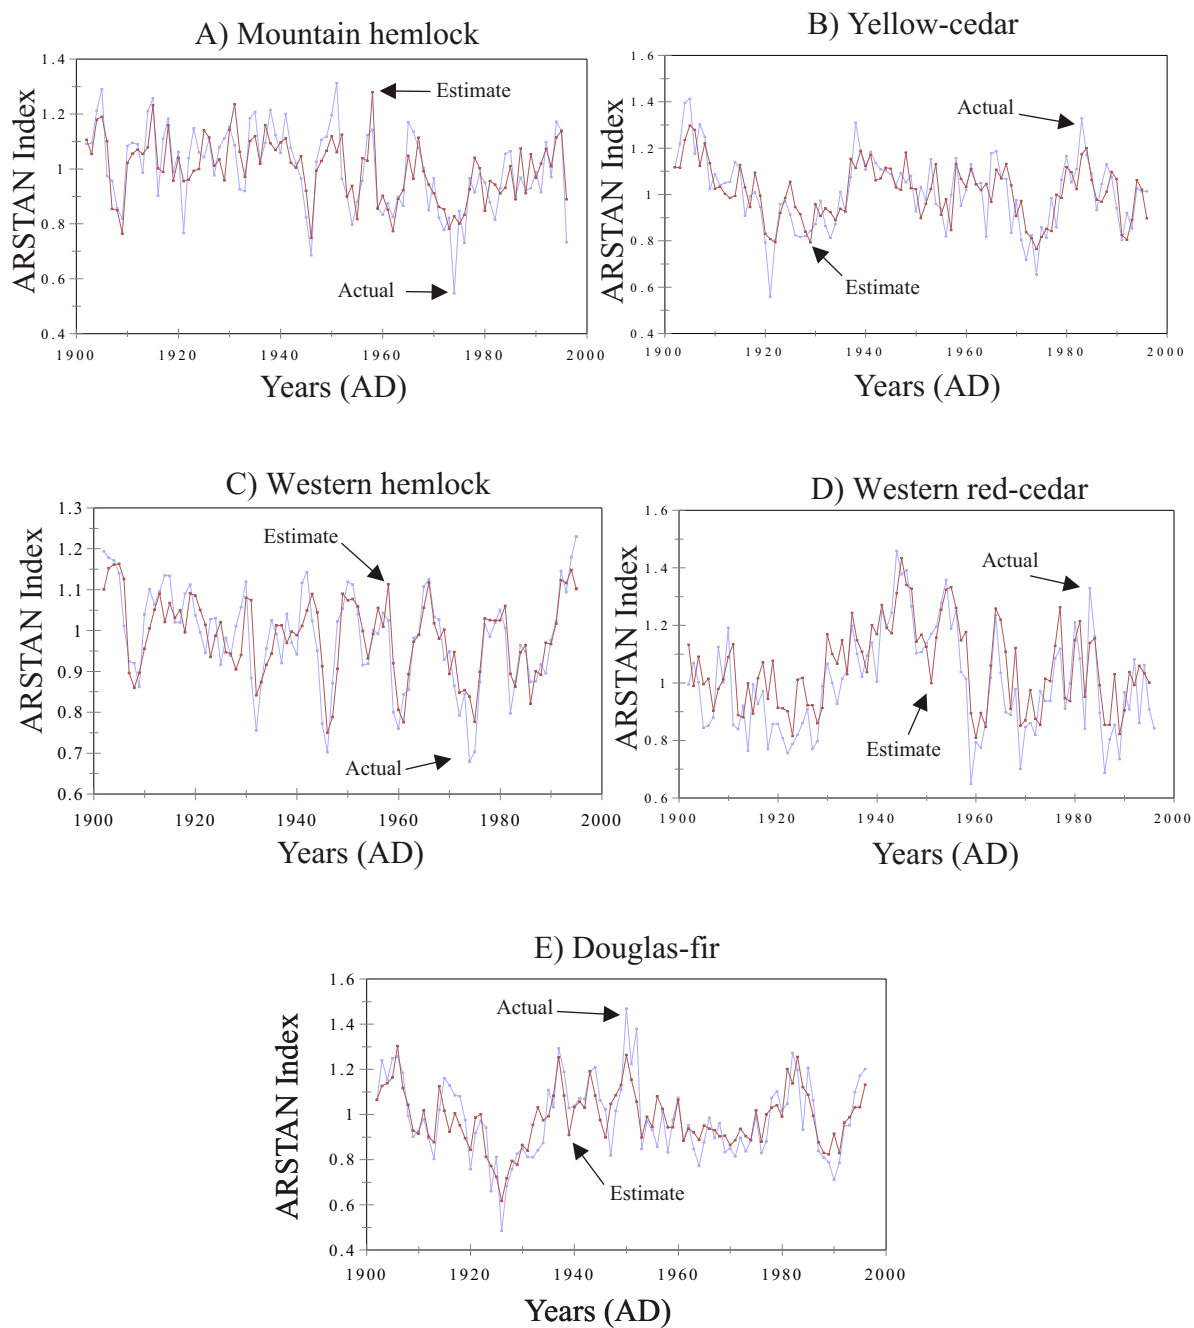 A) Mountain hemlock
1.4
1.2
1.0
0.8
0.6
0.4
ARSTAN Index
Estimate
Actual
1900 1920 1940 1960 1980 2000
Years (AD)
B) Yellow-cedar
1.6
1.4
1.2
1.0
0.8
0.6
0.4
ARSTAN Index
Actual
Estimate
1900 1920 1940 1960 1980 2000
Years (AD)
C) Western hemlock
1.3
1.2
1.1
1.0
0.9
0.8
0.7
0.6
ARSTAN Index
Estimate
Actual
1900 1920 1940 1960 1980 2000
Years (AD)
D) Western red-cedar
1.6
1.4
1.2
1.0
0.8
0.6
ARSTAN Index
Actual
Estimate
1900 1920 1940 1960 1980 2000
Years (AD)
E) Douglas-fir
1.6
1.4
1.2
1
0.8
0.6
0.4
ARSTAN Index
Actual
Estimate
1900 1920 1940 1960 1980 2000
Years (AD)